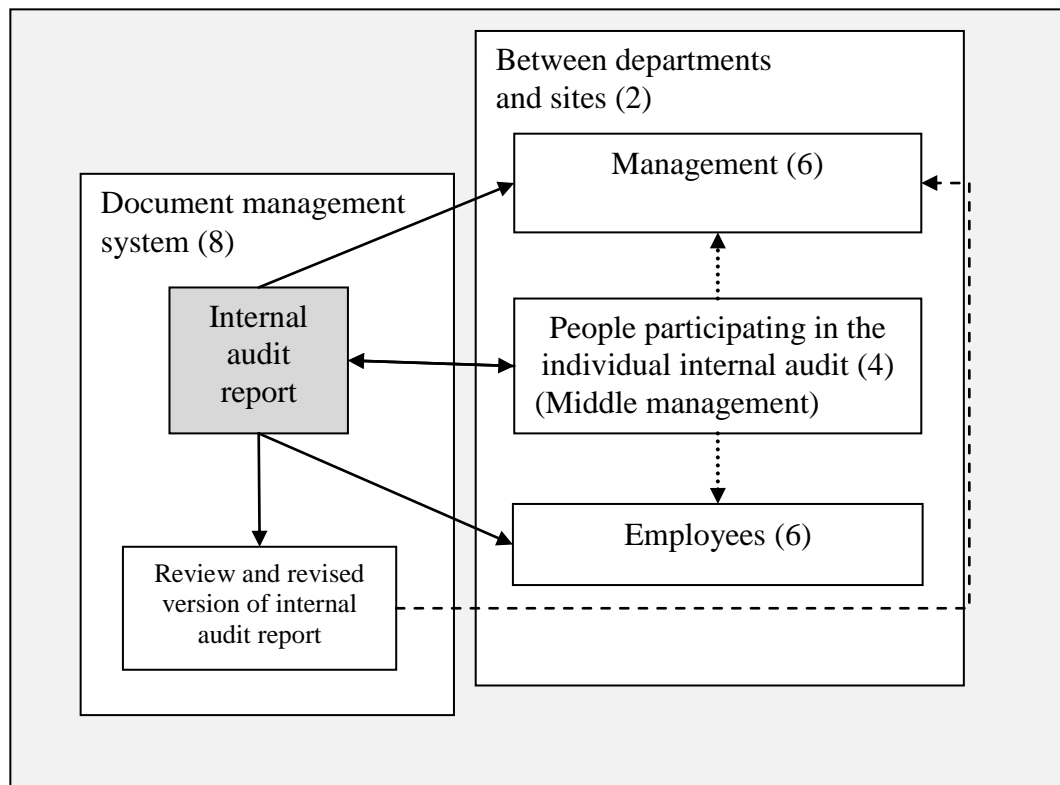 Between departments
and sites (2)
Management (6)
Document management
system (8)
Internal
audit
report
People participating in the
individual internal audit (4)
(Middle management)
Employees (6)
Review and revised
version of internal
audit report